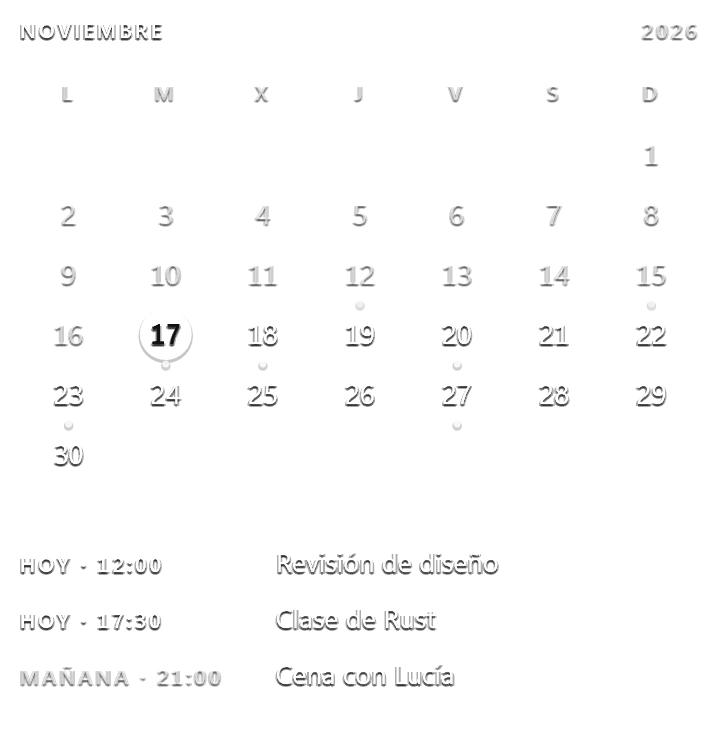 NOVIEMBRE 2026
L M X J V S D
1
2 3 4 5 6 7 8
9 10 11 12 13 14 15
16 17 18 19 20 21 22
23 24 25 26 27 28 29
30
HOY · 12:00 Revisión de diseño
HOY · 17:30 Clase de Rust
MAÑANA · 21:00 Cena con Lucía